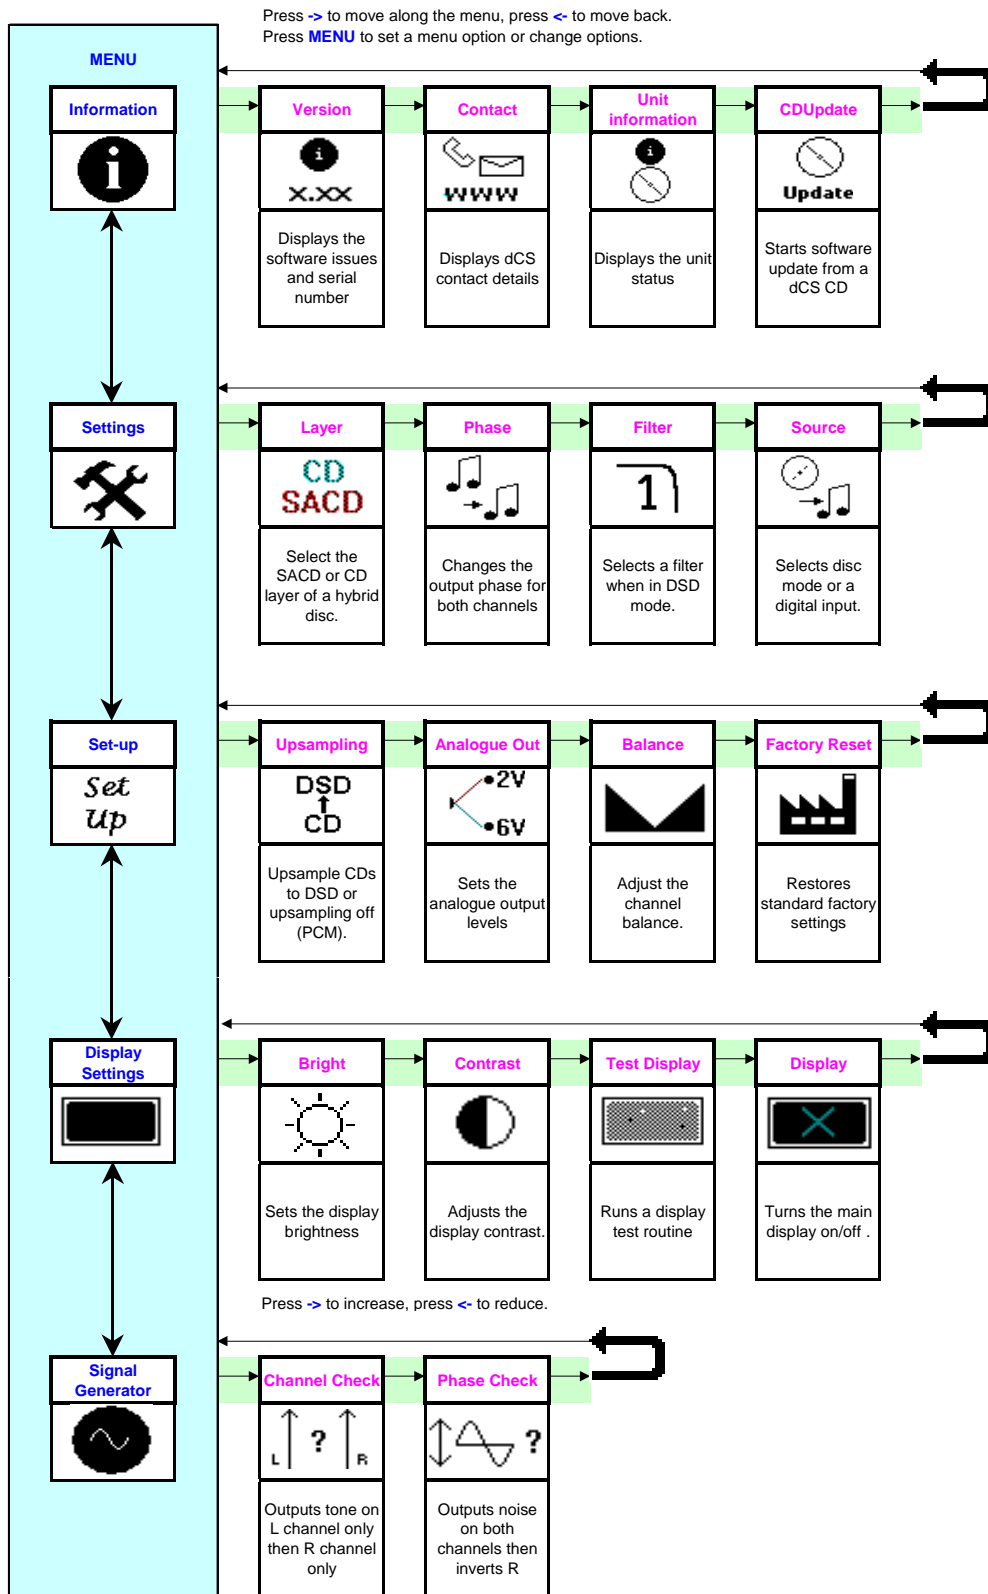 Press -> to move along the menu, press <- to move back.
Press MENU to set a menu option or change options.
MENU
Information
Version
Contact
Unit
information
CDUpdate
i
i
x.xx
www
i
Update
Displays the
software issues
and serial
number
Displays dCS
contact details
Displays the unit
status
Starts software
update from a
dCS CD
Settings
Layer
Phase
Filter
Source
CD
SACD
1
Select the
SACD or CD
layer of a hybrid
disc.
Changes the
output phase for
both channels
Selects a filter
when in DSD
mode.
Selects disc
mode or a
digital input.
Set-up
Upsampling
Analogue Out
Balance
Factory Reset
Set
Up
DSD
CD
2V
6V
Upsample CDs
to DSD or
upsampling off
(PCM).
Sets the
analogue output
levels
Adjust the
channel
balance.
Restores
standard factory
settings
Display
Settings
Bright
Contrast
Test Display
Display
Sets the display
brightness
Adjusts the
display contrast.
Runs a display
test routine
Turns the main
display on/off .
Press -> to increase, press <- to reduce.
Signal
Generator
Channel Check
Phase Check
L ? R
?
Outputs tone on
L channel only
then R channel
only
Outputs noise
on both
channels then
inverts R